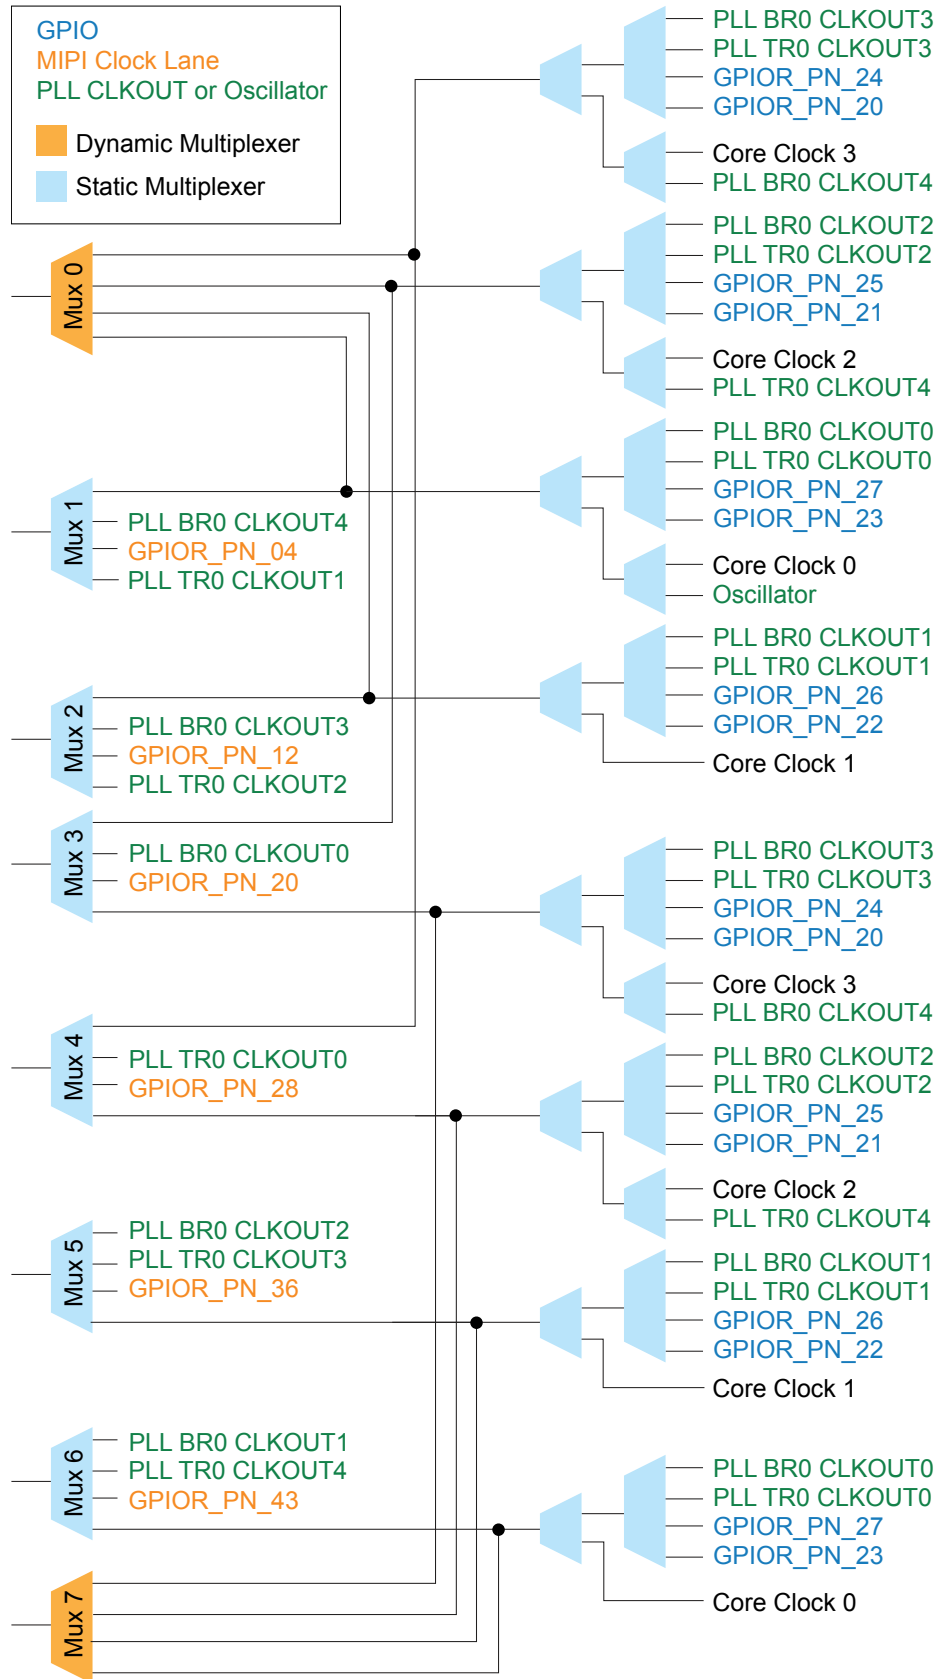 GPIO
MIPI Clock Lane
PLL CLKOUT or Oscillator
Dynamic Multiplexer
Static Multiplexer
PLL BR0 CLKOUT3
PLL TR0 CLKOUT3
GPIOR_PN_24
GPIOR_PN_20
Core Clock 3
PLL BR0 CLKOUT4
Mux 0
PLL BR0 CLKOUT2
PLL TR0 CLKOUT2
GPIOR_PN_25
GPIOR_PN_21
Core Clock 2
PLL TR0 CLKOUT4
Mux 1
PLL BR0 CLKOUT4
GPIOR_PN_04
PLL TR0 CLKOUT1
PLL BR0 CLKOUT0
PLL TR0 CLKOUT0
GPIOR_PN_27
GPIOR_PN_23
Core Clock 0
Oscillator
Mux 2
PLL BR0 CLKOUT3
GPIOR_PN_12
PLL TR0 CLKOUT2
PLL BR0 CLKOUT1
PLL TR0 CLKOUT1
GPIOR_PN_26
GPIOR_PN_22
Core Clock 1
Mux 3
PLL BR0 CLKOUT0
GPIOR_PN_20
PLL BR0 CLKOUT3
PLL TR0 CLKOUT3
GPIOR_PN_24
GPIOR_PN_20
Core Clock 3
PLL BR0 CLKOUT4
Mux 4
PLL TR0 CLKOUT0
GPIOR_PN_28
PLL BR0 CLKOUT2
PLL TR0 CLKOUT2
GPIOR_PN_25
GPIOR_PN_21
Core Clock 2
PLL TR0 CLKOUT4
Mux 5
PLL BR0 CLKOUT2
PLL TR0 CLKOUT3
GPIOR_PN_36
PLL BR0 CLKOUT1
PLL TR0 CLKOUT1
GPIOR_PN_26
GPIOR_PN_22
Core Clock 1
Mux 6
PLL BR0 CLKOUT1
PLL TR0 CLKOUT4
GPIOR_PN_43
PLL BR0 CLKOUT0
PLL TR0 CLKOUT0
GPIOR_PN_27
GPIOR_PN_23
Core Clock 0
Mux 7